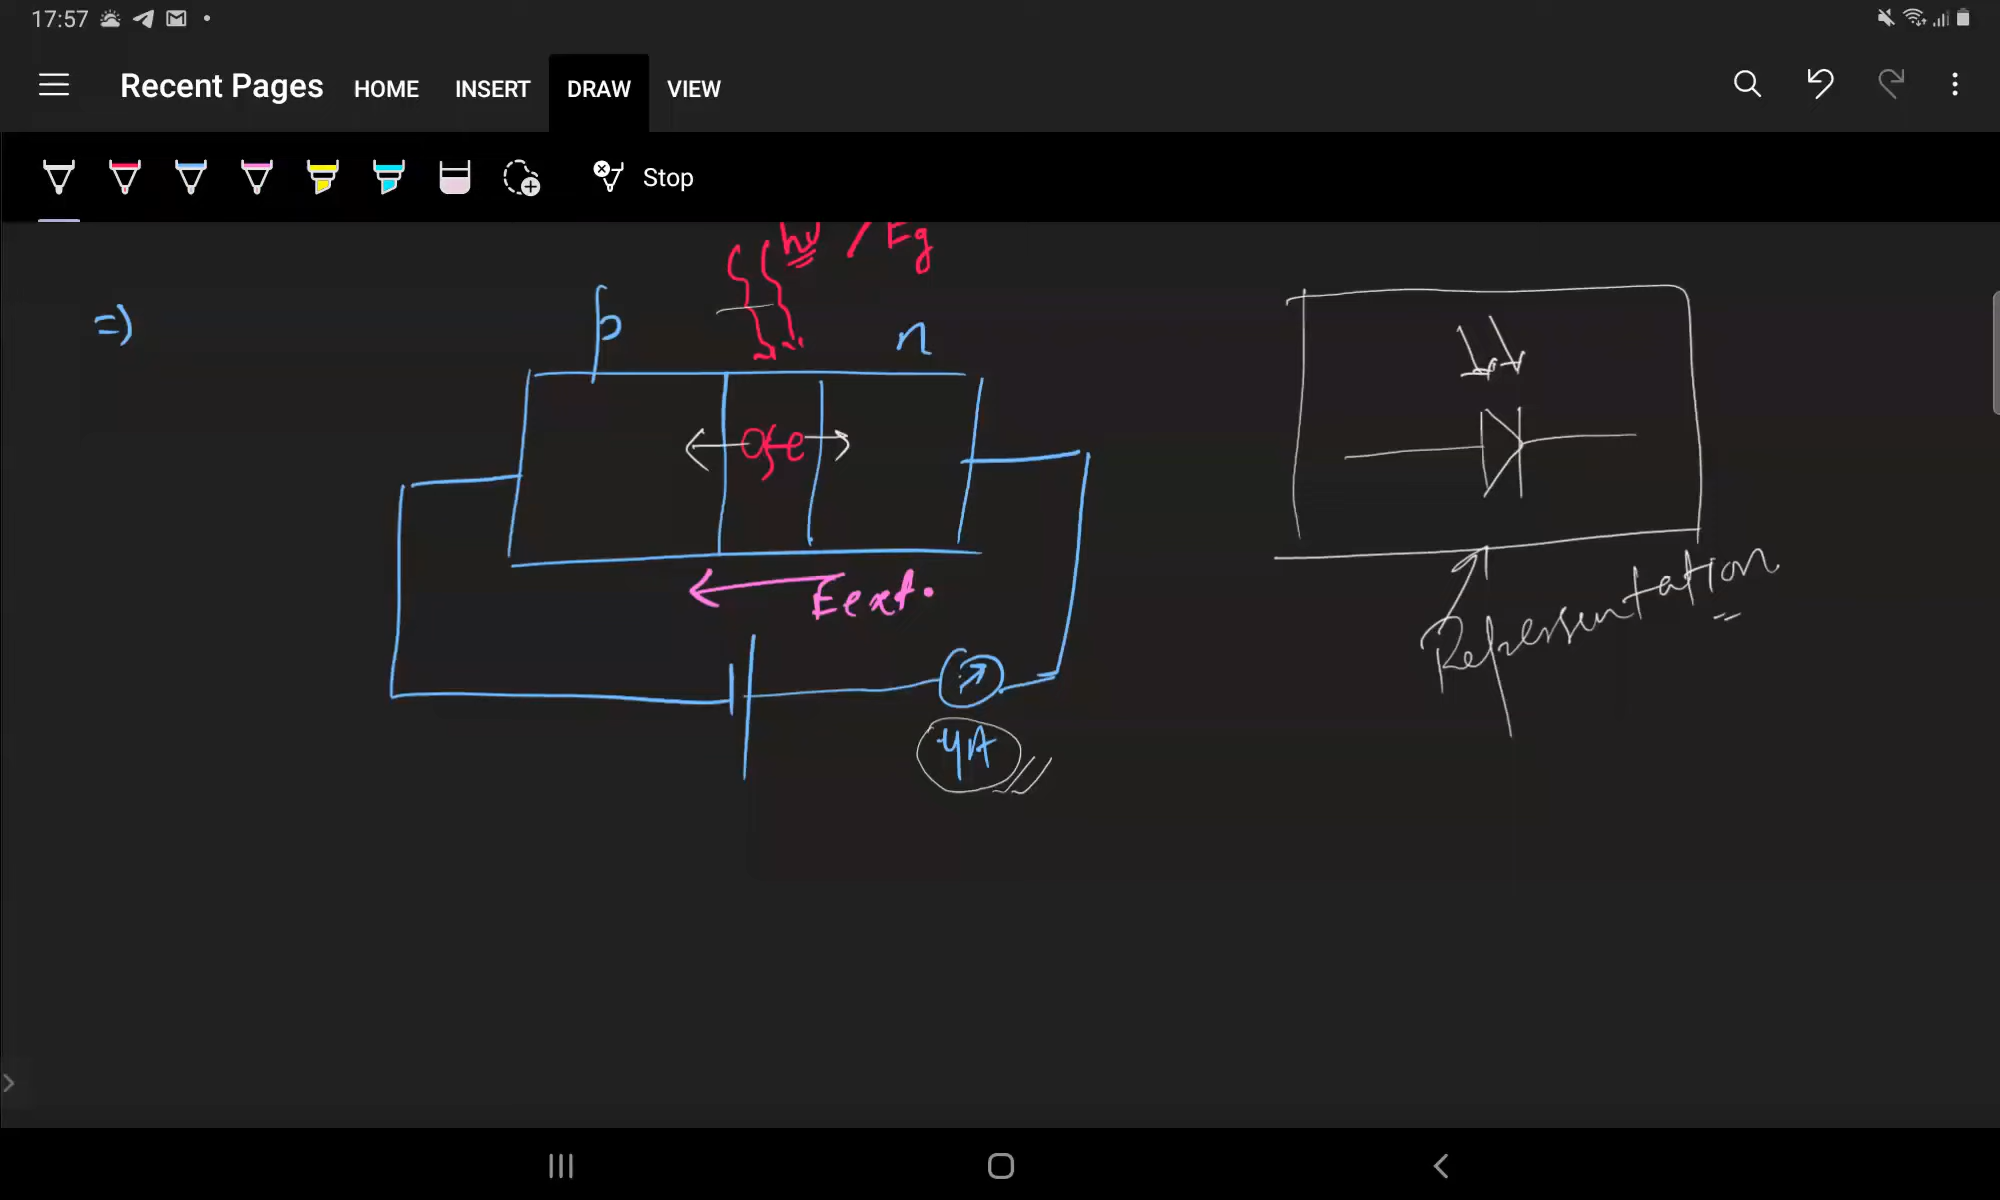 17:57
Recent Pages HOME INSERT DRAW VIEW
Stop
hν / Eg
=)
p
n
Eext.
μA
Representation